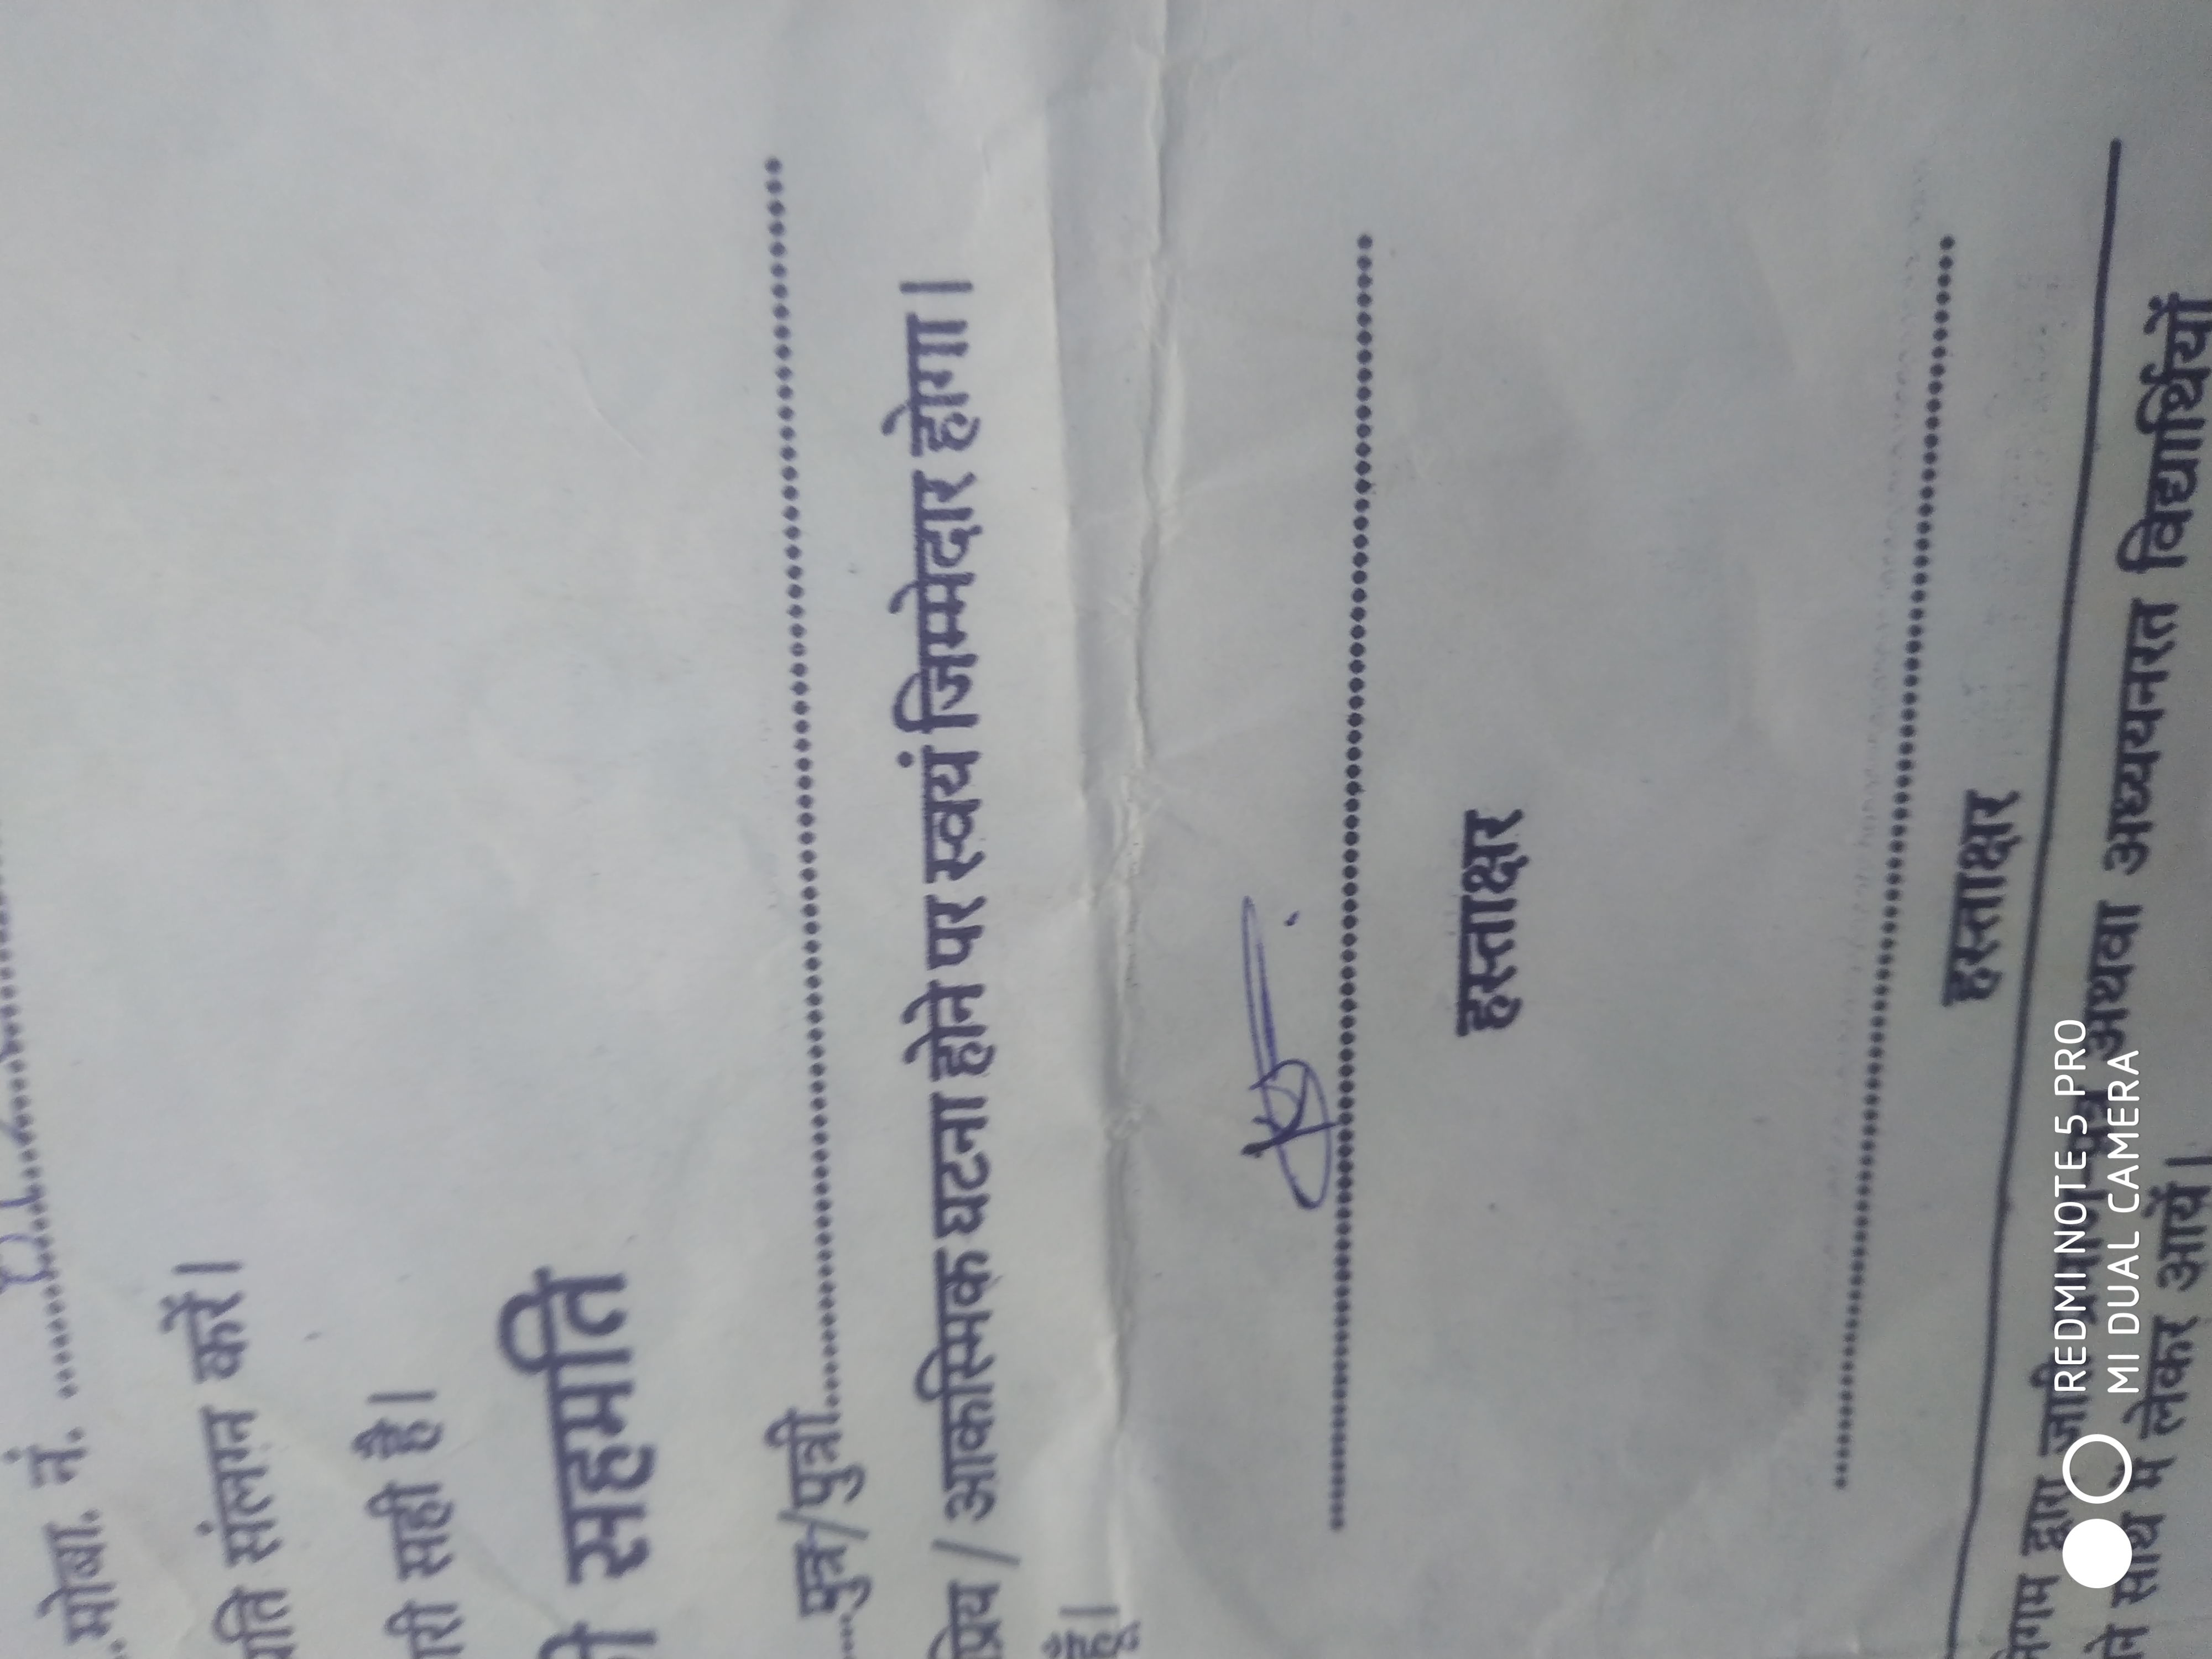 मोबा. नं.
संलग्न करें।
सही है।
सहमति
पुत्र/पुत्री
/ आकस्मिक घटना होने पर स्वयं जिम्मेदार होगा।
हूँ।
हस्ताक्षर
हस्ताक्षर
द्वारा जारी अथवा अध्ययनरत विद्यार्थियों
साथ में लेकर आयें।
REDMI NOTE 5 PRO
MI DUAL CAMERA